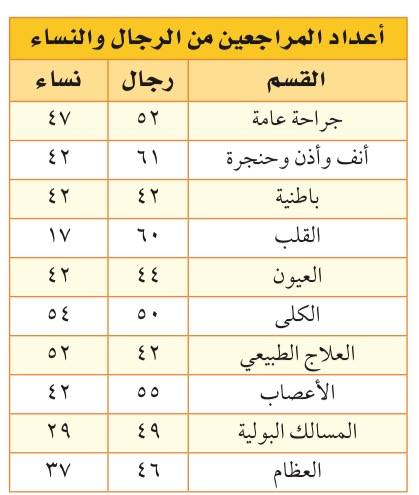 أعداد المراجعين من الرجال والنساء
القسم رجال نساء
جراحة عامة ٥٢ ٤٧
أنف وأذن وحنجرة ٦١ ٤٢
باطنية ٤٢ ٤٢
القلب ٦٠ ١٧
العيون ٤٤ ٤٢
الكلى ٥٠ ٥٤
العلاج الطبيعي ٤٢ ٥٢
الأعصاب ٥٥ ٤٢
المسالك البولية ٤٩ ٢٩
العظام ٤٦ ٣٧